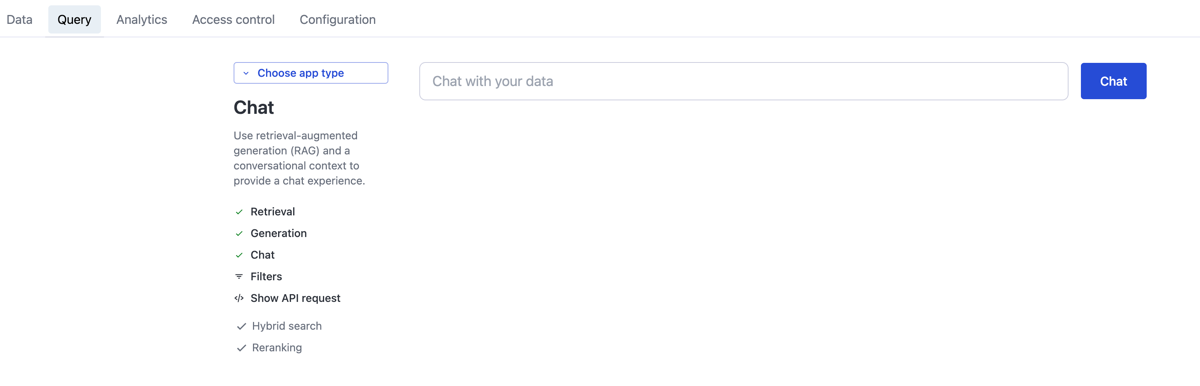 Data Query Analytics Access control Configuration
Choose app type
Chat with your data
Chat
Chat
Use retrieval-augmented
generation (RAG) and a
conversational context to
provide a chat experience.
Retrieval
Generation
Chat
Filters
Show API request
Hybrid search
Reranking